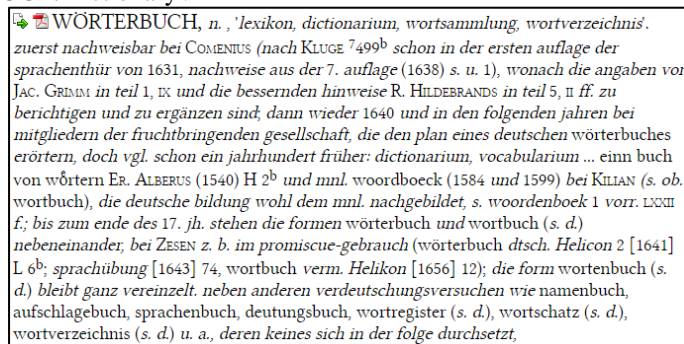 WÖRTERBUCH, n. , 'lexikon, dictionarium, wortsammlung, wortverzeichnis'.
zuerst nachweisbar bei COMENIUS (nach KLUGE ⁷499ᵇ schon in der ersten auflage der
sprachenthür von 1631, nachweise aus der 7. auflage (1638) s. u. 1), wonach die angaben von
JAC. GRIMM in teil 1, IX und die bessernden hinweise R. HILDEBRANDS in teil 5, II ff. zu
berichtigen und zu ergänzen sind; dann wieder 1640 und in den folgenden jahren bei
mitgliedern der fruchtbringenden gesellschaft, die den plan eines deutschen wörterbuches
erörtern, doch vgl. schon ein jahrhundert früher: dictionarium, vocabularium ... einn buch
von woͤrtern ER. ALBERUS (1540) H 2ᵇ und mnl. woordboeck (1584 und 1599) bei KILIAN (s. ob.
wortbuch), die deutsche bildung wohl dem mnl. nachgebildet, s. woordenboek 1 vorr. LXXII
f.; bis zum ende des 17. jh. stehen die formen wörterbuch und wortbuch (s. d.)
nebeneinander, bei ZESEN z. b. im promiscue-gebrauch (wörterbuch dtsch. Helicon 2 [1641]
L 6ᵇ; sprachübung [1643] 74, wortbuch verm. Helikon [1656] 12); die form wortenbuch (s.
d.) bleibt ganz vereinzelt. neben anderen verdeutschungsversuchen wie namenbuch,
aufschlagebuch, sprachenbuch, deutungsbuch, wortregister (s. d.), wortschatz (s. d.),
wortverzeichnis (s. d.) u. a., deren keines sich in der folge durchsetzt,